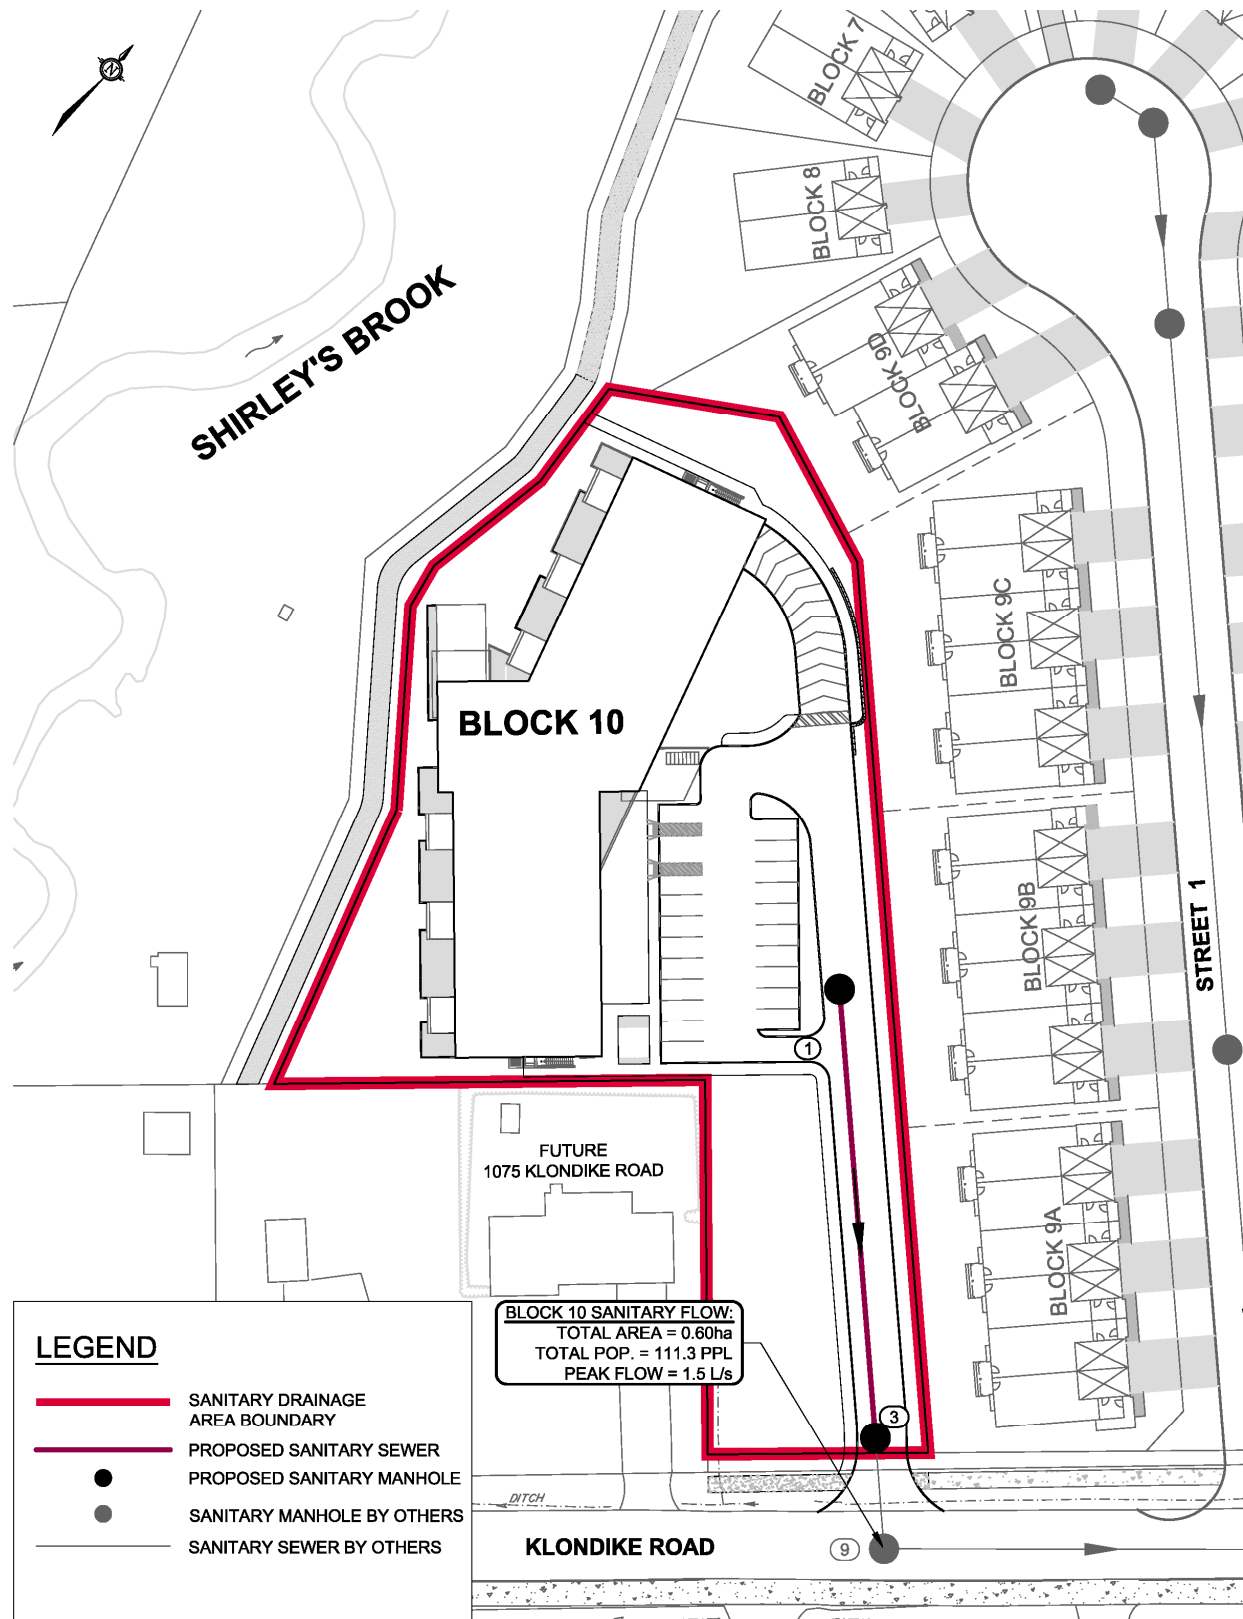 BLOCK 7
N
BLOCK 8
SHIRLEY'S BROOK
BLOCK 9D
BLOCK 9C
BLOCK 10
BLOCK 9B
STREET 1
1
FUTURE
1075 KLONDIKE ROAD
BLOCK 9A
BLOCK 10 SANITARY FLOW:
TOTAL AREA = 0.60ha
TOTAL POP. = 111.3 PPL
PEAK FLOW = 1.5 L/s
LEGEND
SANITARY DRAINAGE
AREA BOUNDARY
PROPOSED SANITARY SEWER
PROPOSED SANITARY MANHOLE
SANITARY MANHOLE BY OTHERS
SANITARY SEWER BY OTHERS
3
DITCH
KLONDIKE ROAD
9